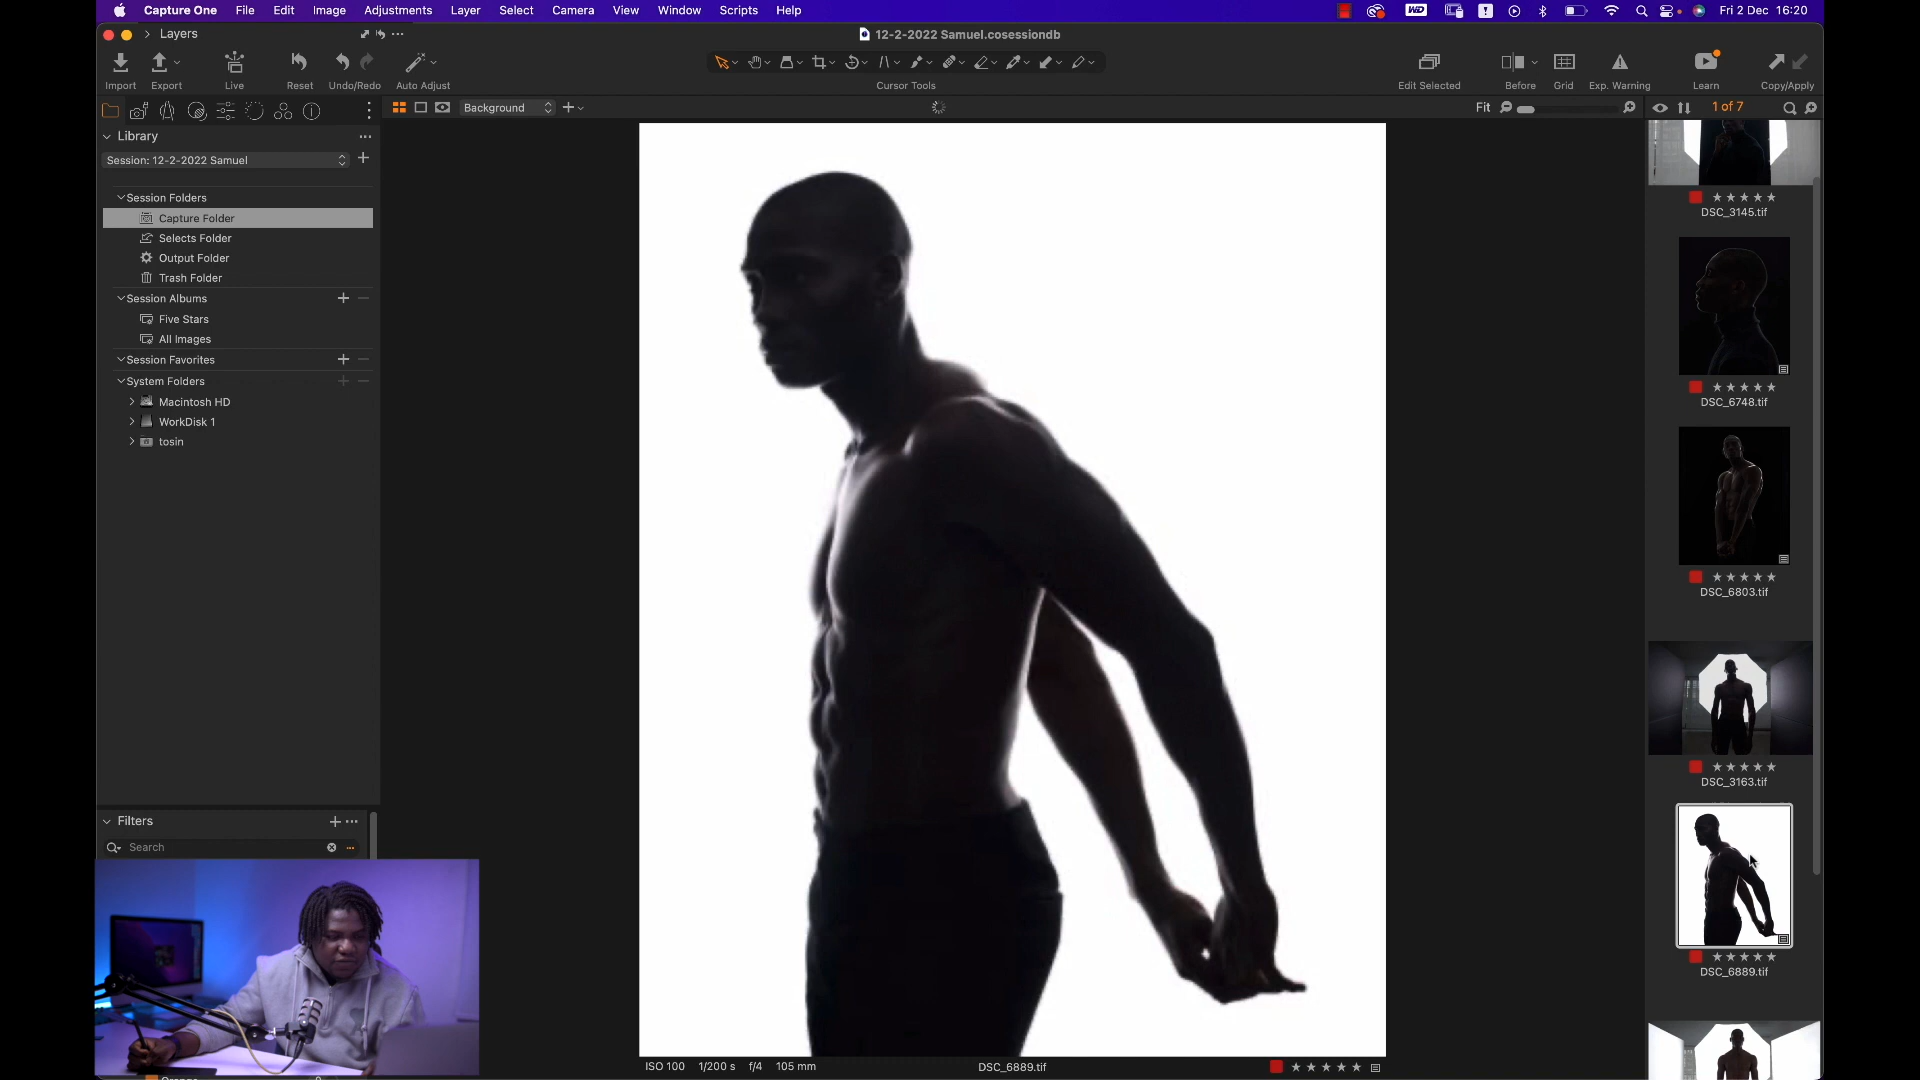 Capture One File Edit Image Adjustments Layer Select Camera View Window Scripts Help
WD
Fri 2 Dec 16:20
Layers
12-2-2022 Samuel.cosessiondb
Import Export Live Reset Undo/Redo Auto Adjust
Cursor Tools
Edit Selected Before Grid Exp. Warning Learn Copy/Apply
Background
Fit
1 of 7
Library
Session: 12-2-2022 Samuel
Session Folders
Capture Folder
Selects Folder
Output Folder
Trash Folder
Session Albums
Five Stars
All Images
Session Favorites
System Folders
Macintosh HD
WorkDisk 1
tosin
Filters
Search
DSC_3145.tif
DSC_6748.tif
DSC_6803.tif
DSC_3163.tif
DSC_6889.tif
ISO 100 1/200 s f/4 105 mm
DSC_6889.tif